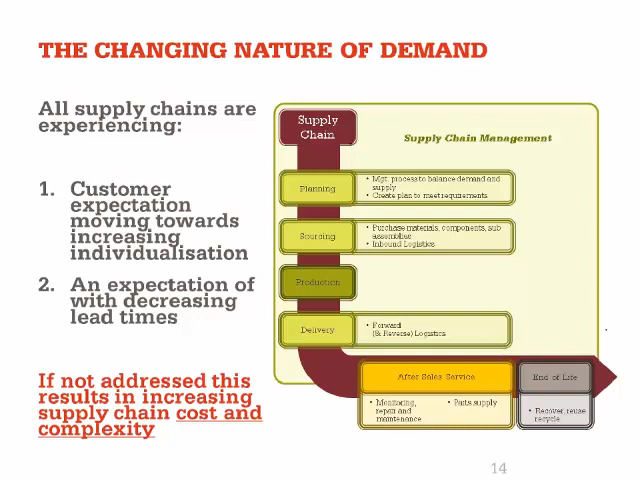 THE CHANGING NATURE OF DEMAND
All supply chains are
experiencing:
1. Customer
expectation
moving towards
increasing
individualisation
2. An expectation of
with decreasing
lead times
If not addressed this
results in increasing
supply chain cost and
complexity
Supply
Chain
Supply Chain Management
Planning
• Mgt. process to balance demand and
supply
• Create plan to meet requirements
Sourcing
• Purchase materials, components, sub
assemblies
• Inbound Logistics
Production
Delivery
• Forward
(& Reverse) Logistics
After Sales Service
• Monitoring,
repair and
maintenance
• Parts supply
End of Life
• Recover, reuse
recycle
14